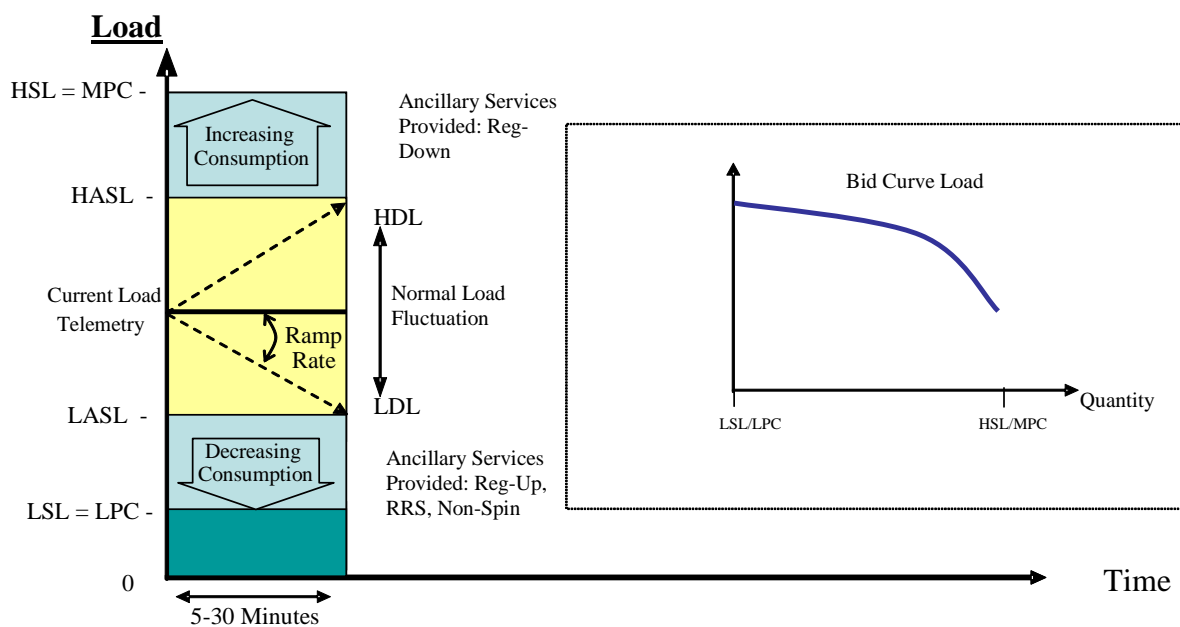 Load
HSL = MPC -
Increasing
Consumption
Ancillary Services
Provided: Reg-
Down
HASL -
HDL
Current Load
Telemetry
Normal Load
Fluctuation
Ramp
Rate
LDL
LASL -
Decreasing
Consumption
Ancillary Services
Provided: Reg-Up,
RRS, Non-Spin
LSL = LPC -
0
5-30 Minutes
Time
Bid Curve Load
Quantity
LSL/LPC
HSL/MPC